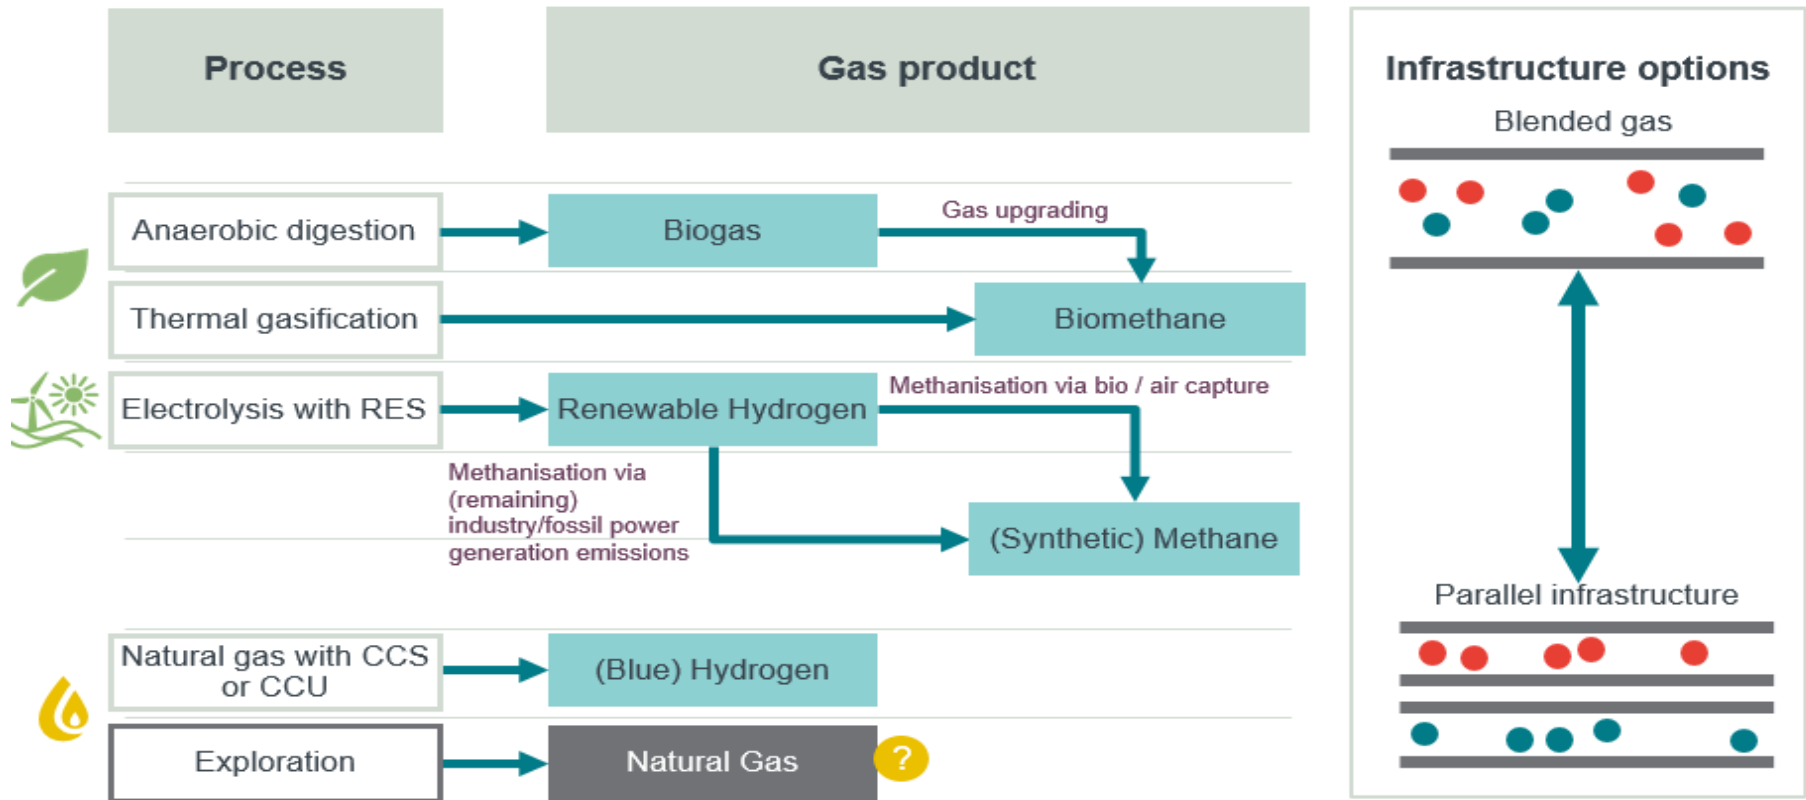 Process
Gas product
Infrastructure options
Blended gas
Anaerobic digestion
Biogas
Gas upgrading
Thermal gasification
Biomethane
Electrolysis with RES
Renewable Hydrogen
Methanisation via bio / air capture
Methanisation via
(remaining)
industry/fossil power
generation emissions
(Synthetic) Methane
Parallel infrastructure
Natural gas with CCS
or CCU
(Blue) Hydrogen
Exploration
Natural Gas
?